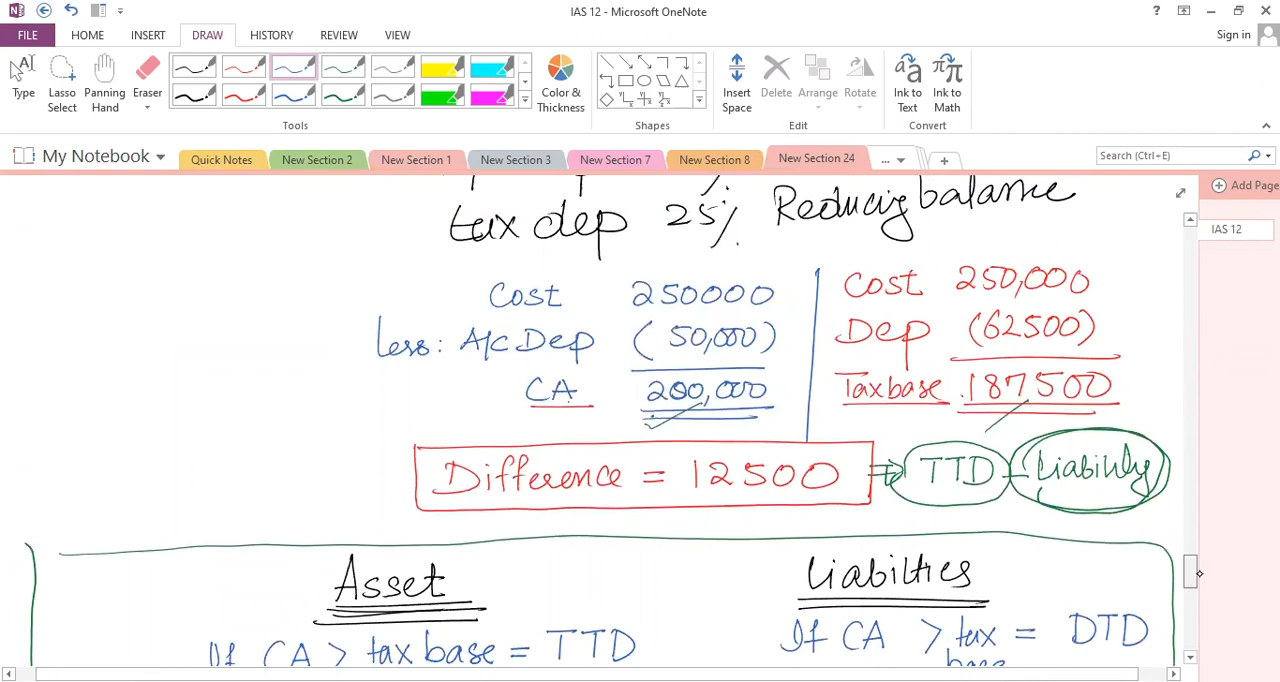 IAS 12 - Microsoft OneNote
?
FILE HOME INSERT DRAW HISTORY REVIEW VIEW
Sign in
Type
Lasso Select
Panning Hand
Eraser
Color & Thickness
Insert Space
Delete
Arrange
Rotate
Ink to Text
Ink to Math
Tools
Shapes
Edit
Convert
My Notebook
Quick Notes New Section 2 New Section 1 New Section 3 New Section 7 New Section 8 New Section 24 ...
Search (Ctrl+E)
Add Page
IAS 12
tax dep 25% Reducing balance
Cost 250000
less: A/c Dep (50,000)
CA 200,000
Cost 250,000
Dep (62500)
Taxbase 187500
Difference = 12500 ⇒ TTD - Liability
Asset
If CA > tax base = TTD
Liabilties
If CA > tax base = DTD